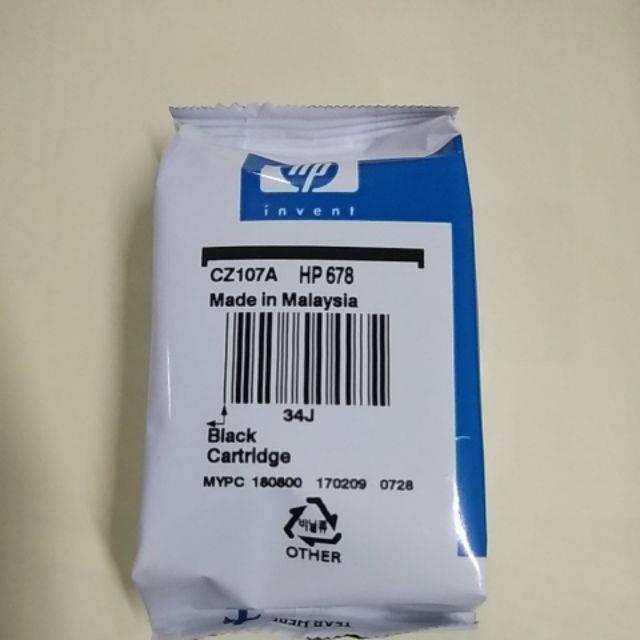 hp
invent
CZ107A HP 678
Made in Malaysia
34J
Black
Cartridge
MYPC 180800 170209 0728
비닐류
OTHER
TEAR HERE